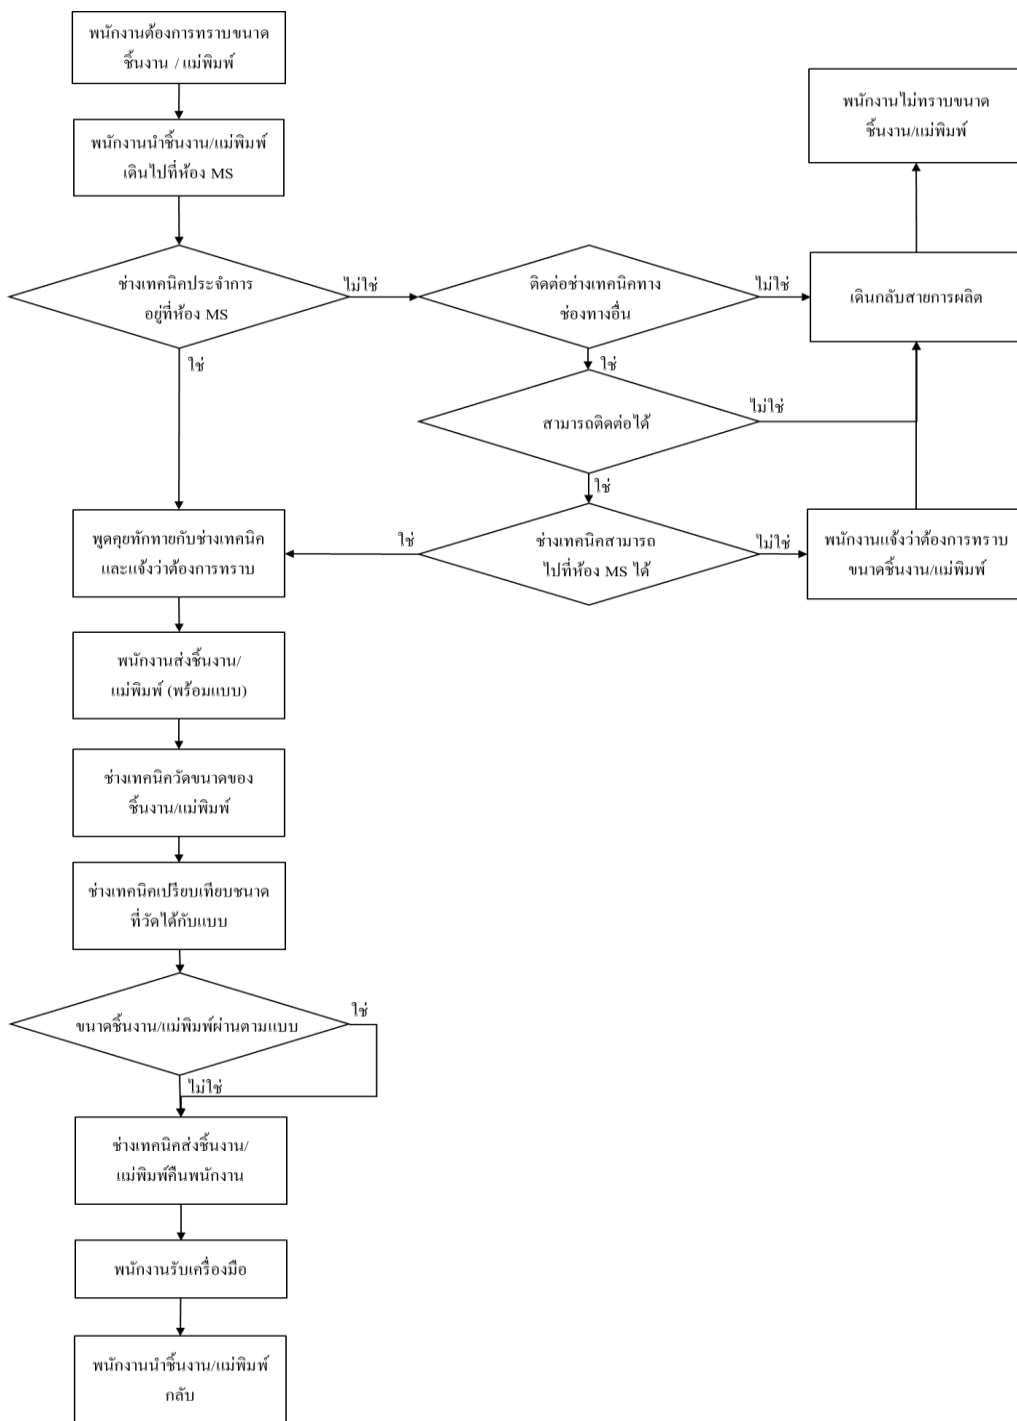 พนักงานต้องการทราบขนาด
ชิ้นงาน / แม่พิมพ์
พนักงานไม่ทราบขนาด
ชิ้นงาน/แม่พิมพ์
พนักงานนำชิ้นงาน/แม่พิมพ์
เดินไปที่ห้อง MS
ช่างเทคนิคประจำการ
อยู่ที่ห้อง MS
ไม่ใช่
ใช่
ติดต่อช่างเทคนิคทาง
ช่องทางอื่น
ไม่ใช่
ใช่
เดินกลับสายการผลิต
สามารถติดต่อได้
ไม่ใช่
ใช่
พูดคุยทักทายกับช่างเทคนิค
และแจ้งว่าต้องการทราบ
ใช่
ช่างเทคนิคสามารถ
ไปที่ห้อง MS ได้
ไม่ใช่
พนักงานแจ้งว่าต้องการทราบ
ขนาดชิ้นงาน/แม่พิมพ์
พนักงานส่งชิ้นงาน/
แม่พิมพ์ (พร้อมแบบ)
ช่างเทคนิควัดขนาดของ
ชิ้นงาน/แม่พิมพ์
ช่างเทคนิคเปรียบเทียบชนาด
ที่วัดได้กับแบบ
ขนาดชิ้นงาน/แม่พิมพ์ผ่านตามแบบ
ใช่
ไม่ใช่
ช่างเทคนิคส่งชิ้นงาน/
แม่พิมพ์คืนพนักงาน
พนักงานรับเครื่องมือ
พนักงานนำชิ้นงาน/แม่พิมพ์
กลับ